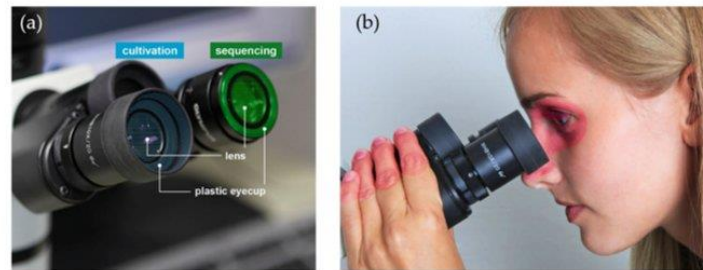 (a)
cultivation
sequencing
lens
plastic eyecup
(b)